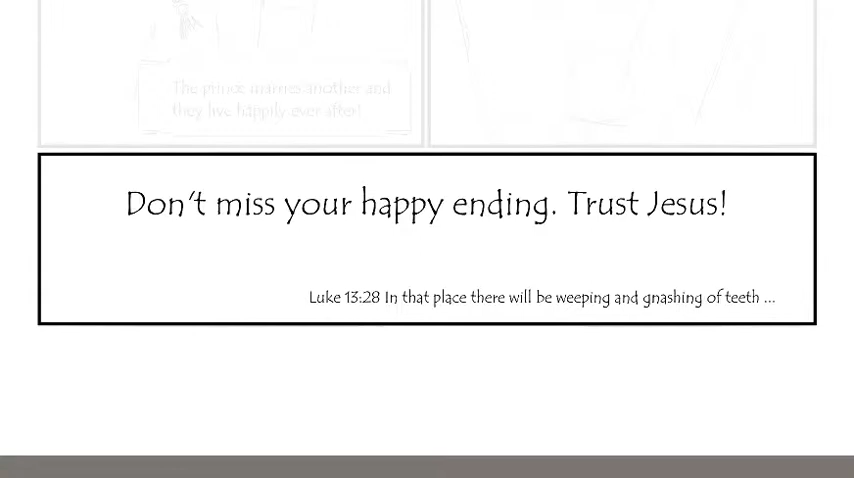 The prince marries another and
they live happily ever after!
Don't miss your happy ending. Trust Jesus!
Luke 13:28 In that place there will be weeping and gnashing of teeth ...